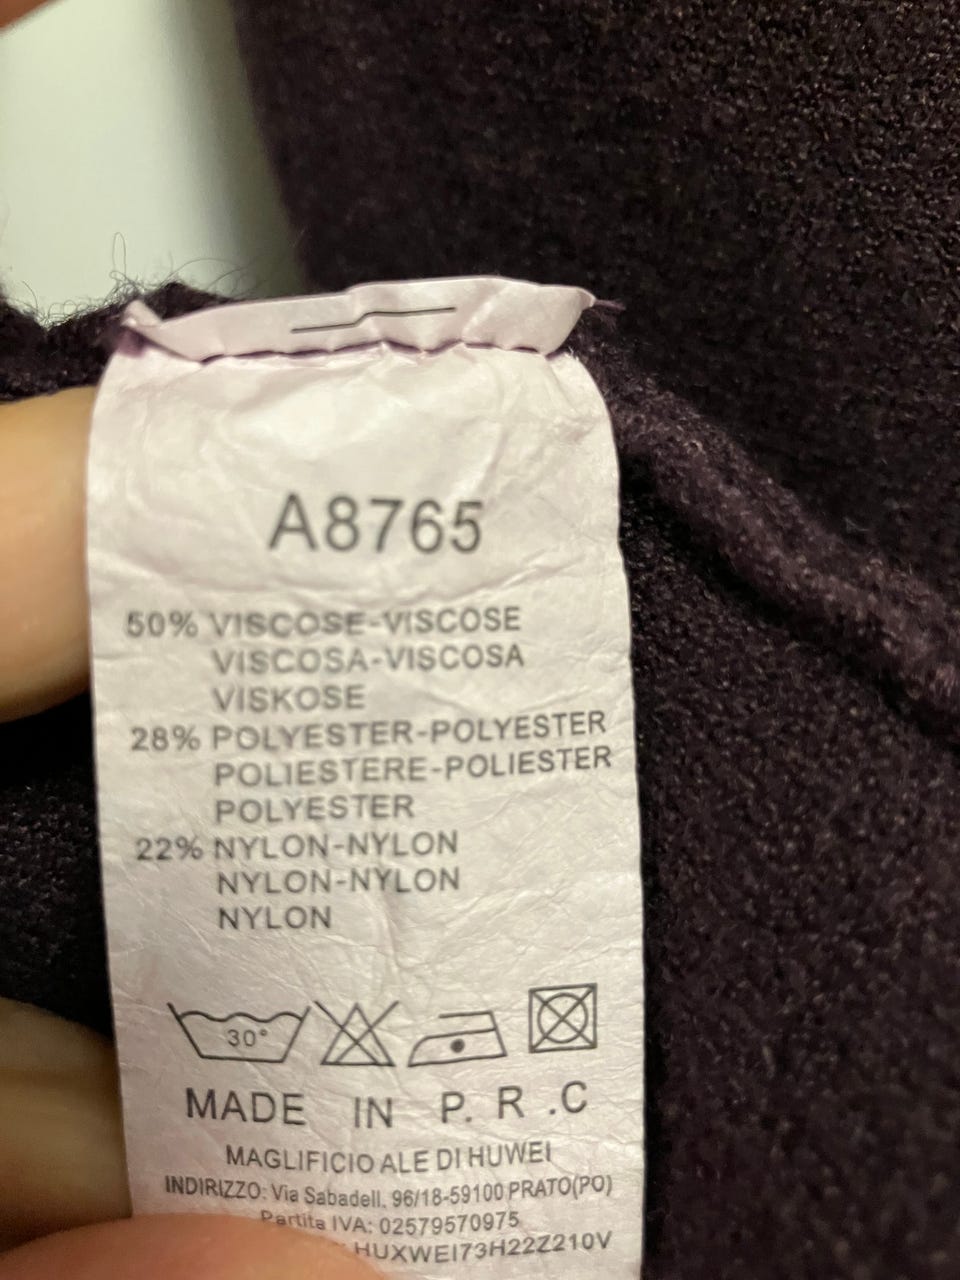 A8765
50% VISCOSE-VISCOSE
VISCOSA-VISCOSA
VISKOSE
28% POLYESTER-POLYESTER
POLIESTERE-POLIESTER
POLYESTER
22% NYLON-NYLON
NYLON-NYLON
NYLON
30°
MADE IN P. R .C
MAGLIFICIO ALE DI HUWEI
INDIRIZZO: Via Sabadell, 96/18-59100 PRATO(PO)
Partita IVA: 02579570975
HUXWEI73H22Z210V